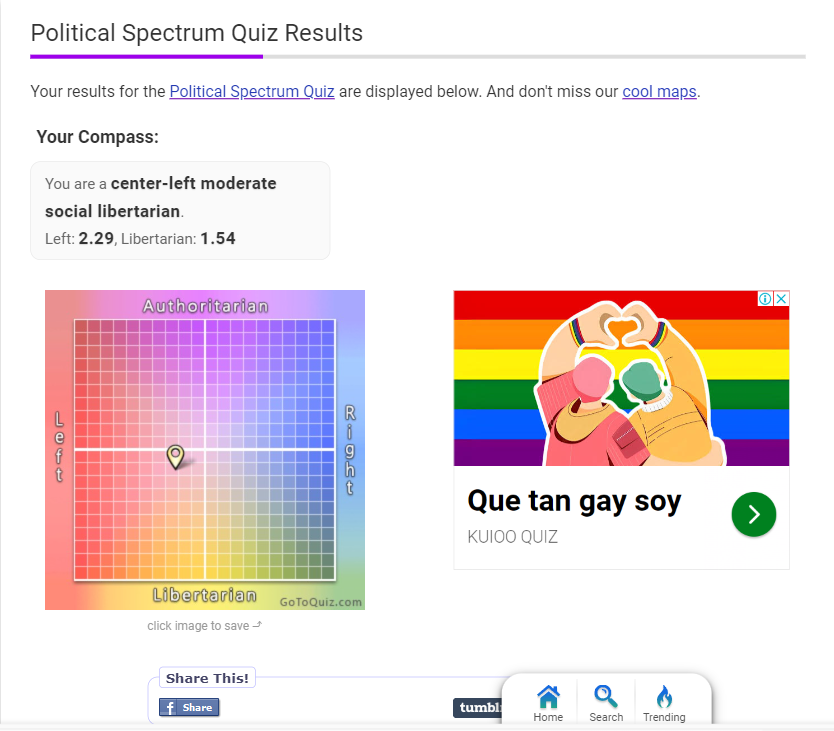 Political Spectrum Quiz Results
Your results for the Political Spectrum Quiz are displayed below. And don't miss our cool maps.
Your Compass:
You are a center-left moderate
social libertarian.
Left: 2.29, Libertarian: 1.54
Authoritarian
Left
Right
Libertarian
GoToQuiz.com
click image to save
Que tan gay soy
KUIOO QUIZ
Share This!
f Share
tumbl
Home
Search
Trending